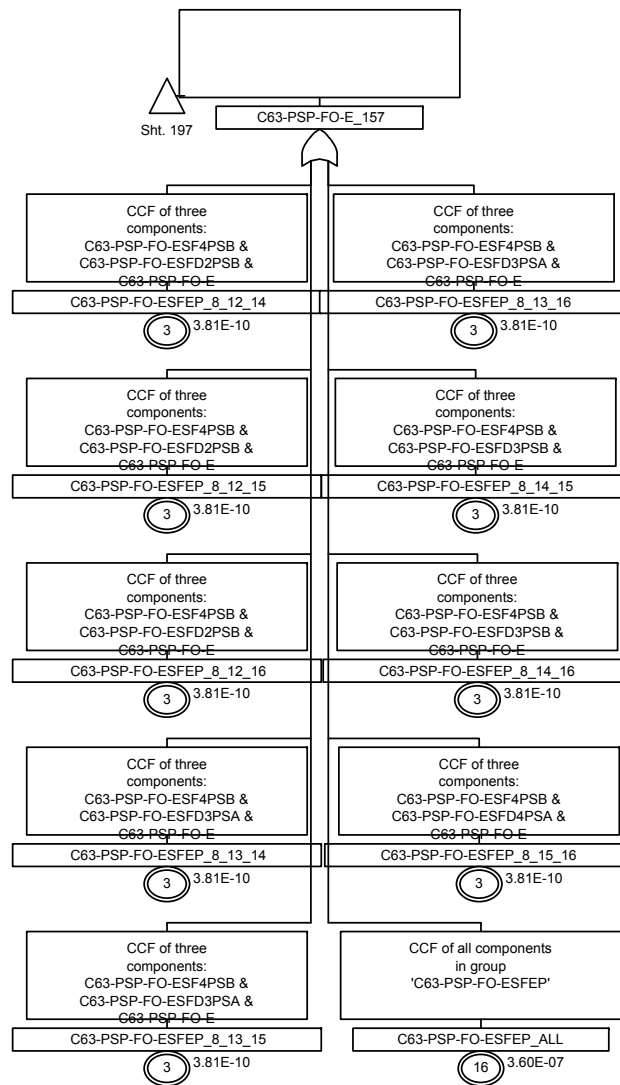 C63-PSP-FO-E_157
Sht. 197
CCF of three
components:
C63-PSP-FO-ESF4PSB &
C63-PSP-FO-ESFD2PSB &
C63-PSP-FO-E
C63-PSP-FO-ESFEP_8_12_14
3
3.81E-10
CCF of three
components:
C63-PSP-FO-ESF4PSB &
C63-PSP-FO-ESFD3PSA &
C63-PSP-FO-E
C63-PSP-FO-ESFEP_8_13_16
3
3.81E-10
CCF of three
components:
C63-PSP-FO-ESF4PSB &
C63-PSP-FO-ESFD2PSB &
C63-PSP-FO-E
C63-PSP-FO-ESFEP_8_12_15
3
3.81E-10
CCF of three
components:
C63-PSP-FO-ESF4PSB &
C63-PSP-FO-ESFD3PSB &
C63-PSP-FO-E
C63-PSP-FO-ESFEP_8_14_15
3
3.81E-10
CCF of three
components:
C63-PSP-FO-ESF4PSB &
C63-PSP-FO-ESFD2PSB &
C63-PSP-FO-E
C63-PSP-FO-ESFEP_8_12_16
3
3.81E-10
CCF of three
components:
C63-PSP-FO-ESF4PSB &
C63-PSP-FO-ESFD3PSB &
C63-PSP-FO-E
C63-PSP-FO-ESFEP_8_14_16
3
3.81E-10
CCF of three
components:
C63-PSP-FO-ESF4PSB &
C63-PSP-FO-ESFD3PSA &
C63-PSP-FO-E
C63-PSP-FO-ESFEP_8_13_14
3
3.81E-10
CCF of three
components:
C63-PSP-FO-ESF4PSB &
C63-PSP-FO-ESFD4PSA &
C63-PSP-FO-E
C63-PSP-FO-ESFEP_8_15_16
3
3.81E-10
CCF of three
components:
C63-PSP-FO-ESF4PSB &
C63-PSP-FO-ESFD3PSA &
C63-PSP-FO-E
C63-PSP-FO-ESFEP_8_13_15
3
3.81E-10
CCF of all components
in group
'C63-PSP-FO-ESFEP'
C63-PSP-FO-ESFEP_ALL
16
3.60E-07